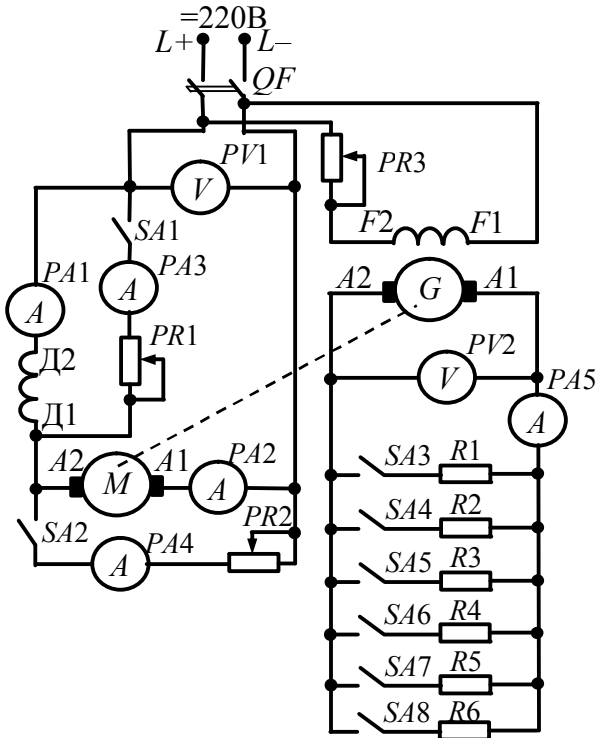 =220В
L+ L–
QF
PV1
V
PR3
SA1
F2 F1
PA1 PA3
A A
A2 G A1
PR1
Д2
PV2
V
PA5
A
Д1
A2 M A1 PA2
A
SA3 R1
SA2
PA4
A
PR2
SA4 R2
SA5 R3
SA6 R4
SA7 R5
SA8 R6